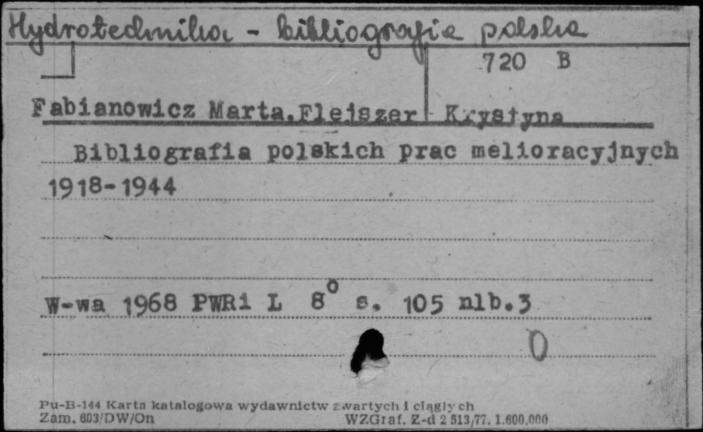 Hydrotechnika - bibliografia polska
720 B
Fabianowicz Marta, Flejszer Krystyna
Bibliografia polskich prac melioracyjnych
1918-1944
W-wa 1968 PWRi L 8° s. 105 nlb.3
0
Pu-B-144 Karta katalogowa wydawnictw zwartych i ciągłych
Zam. 603/DW/On WZGraf. Z-d 2 513/77. 1.600.000